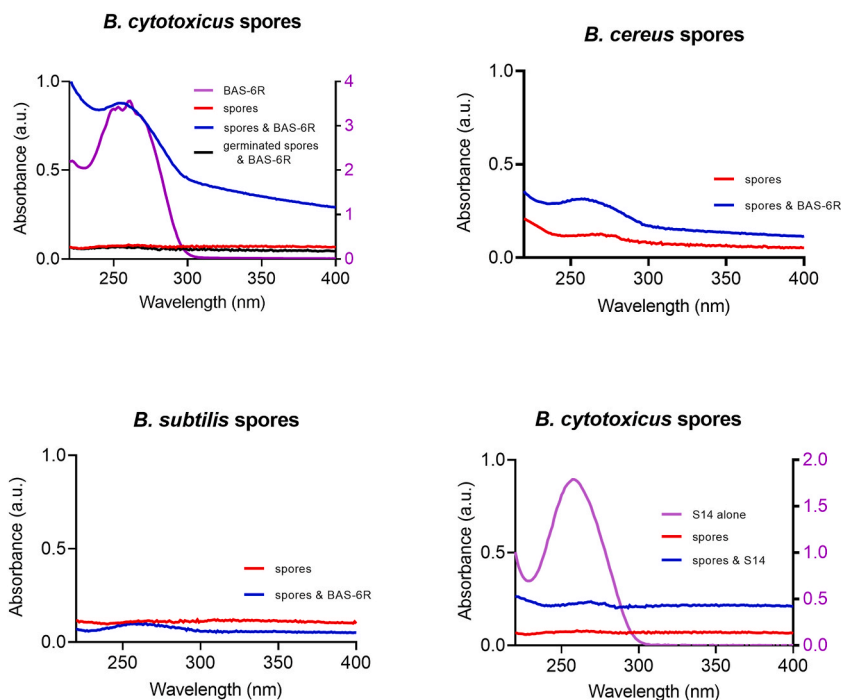 B. cytotoxicus spores
1.0
0.5
0.0
Absorbance (a.u.)
250
300
350
400
Wavelength (nm)
4
3
2
1
0
BAS-6R
spores
spores & BAS-6R
germinated spores
& BAS-6R
B. cereus spores
1.0
0.5
0.0
Absorbance (a.u.)
250
300
350
400
Wavelength (nm)
spores
spores & BAS-6R
B. subtilis spores
1.0
0.5
0.0
Absorbance (a.u.)
250
300
350
400
Wavelength (nm)
spores
spores & BAS-6R
B. cytotoxicus spores
1.0
0.5
0.0
Absorbance (a.u.)
250
300
350
400
Wavelength (nm)
2.0
1.5
1.0
0.5
0.0
S14 alone
spores
spores & S14